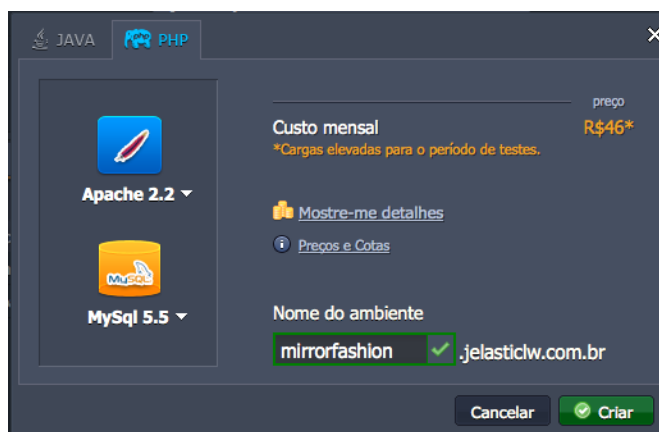 JAVA
PHP
preço
Custo mensal
R$46*
*Cargas elevadas para o período de testes.
Apache 2.2
Mostre-me detalhes
Preços e Cotas
MySQL
MySql 5.5
Nome do ambiente
mirrorfashion
.jelasticlw.com.br
Cancelar
Criar